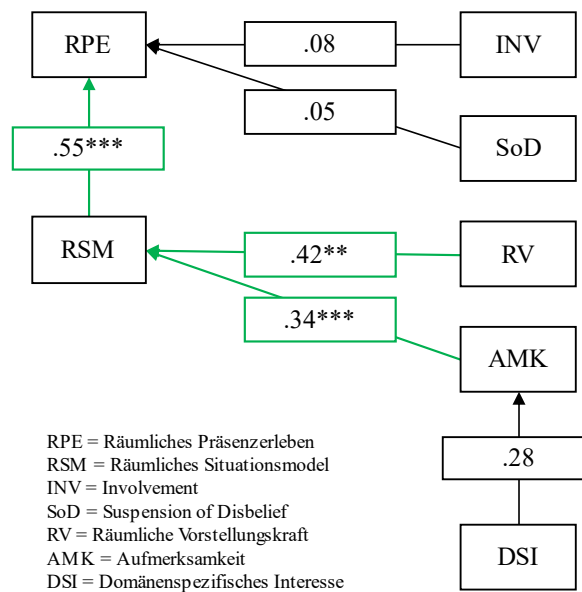 RPE
.08
INV
.05
SoD
.55***
RSM
.42**
RV
.34***
AMK
.28
DSI
RPE = Räumliches Präsenzerleben
RSM = Räumliches Situationsmodel
INV = Involvement
SoD = Suspension of Disbelief
RV = Räumliche Vorstellungskraft
AMK = Aufmerksamkeit
DSI = Domänenspezifisches Interesse